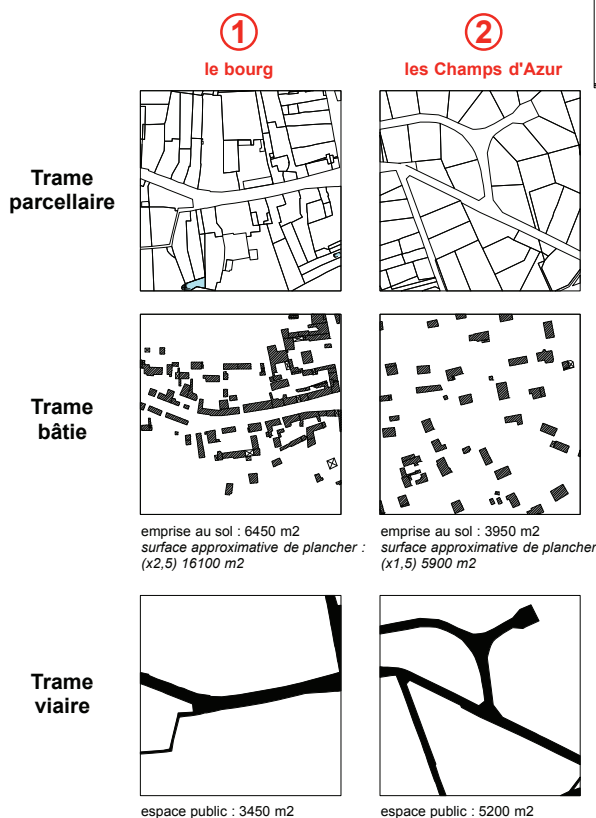 1
2
le bourg
les Champs d'Azur
Trame
parcellaire
Trame
bâtie
emprise au sol : 6450 m2
surface approximative de plancher :
(x2,5) 16100 m2
emprise au sol : 3950 m2
surface approximative de plancher
(x1,5) 5900 m2
Trame
viaire
espace public : 3450 m2
espace public : 5200 m2